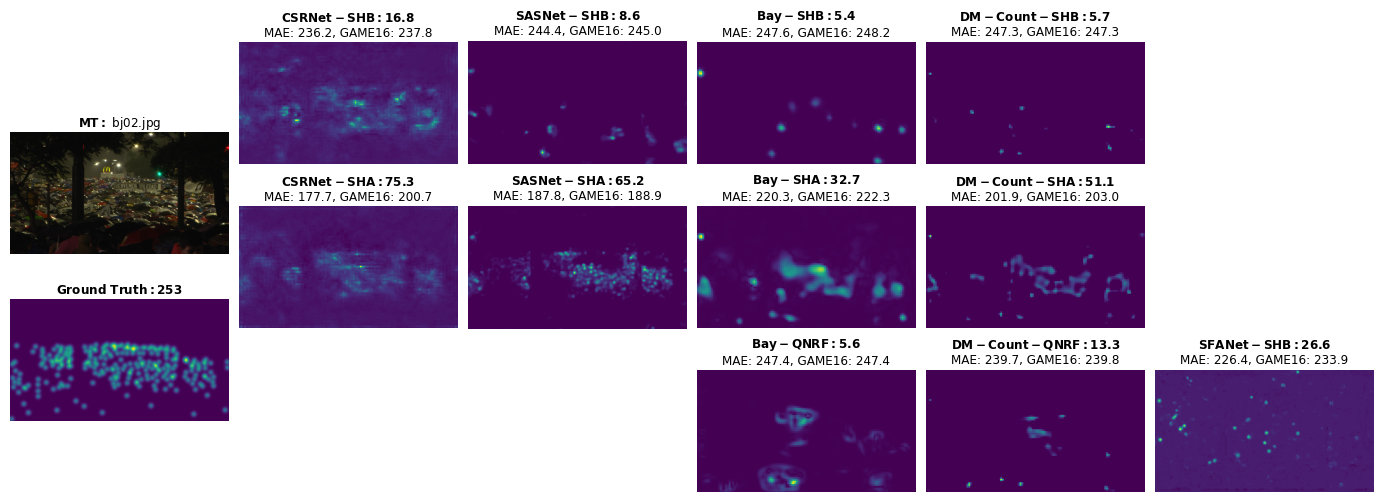 CSRNet − SHB : 16.8
MAE: 236.2, GAME16: 237.8
SASNet − SHB : 8.6
MAE: 244.4, GAME16: 245.0
Bay − SHB : 5.4
MAE: 247.6, GAME16: 248.2
DM − Count − SHB : 5.7
MAE: 247.3, GAME16: 247.3
MT : bj02.jpg
CSRNet − SHA : 75.3
MAE: 177.7, GAME16: 200.7
SASNet − SHA : 65.2
MAE: 187.8, GAME16: 188.9
Bay − SHA : 32.7
MAE: 220.3, GAME16: 222.3
DM − Count − SHA : 51.1
MAE: 201.9, GAME16: 203.0
Ground Truth : 253
Bay − QNRF : 5.6
MAE: 247.4, GAME16: 247.4
DM − Count − QNRF : 13.3
MAE: 239.7, GAME16: 239.8
SFANet − SHB : 26.6
MAE: 226.4, GAME16: 233.9